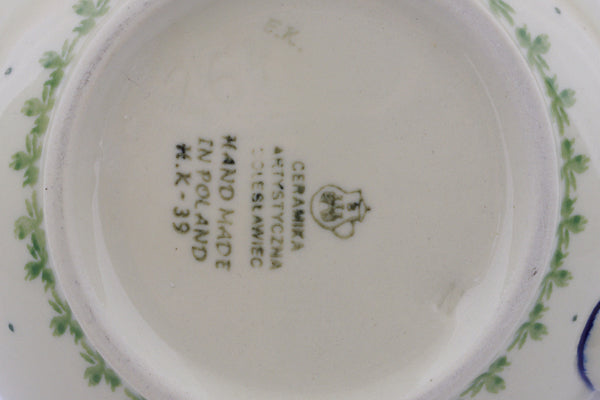 E.K.
CERAMIKA
ARTYSTYCZNA
BOLESŁAWIEC
HAND MADE
IN POLAND
H.K - 39